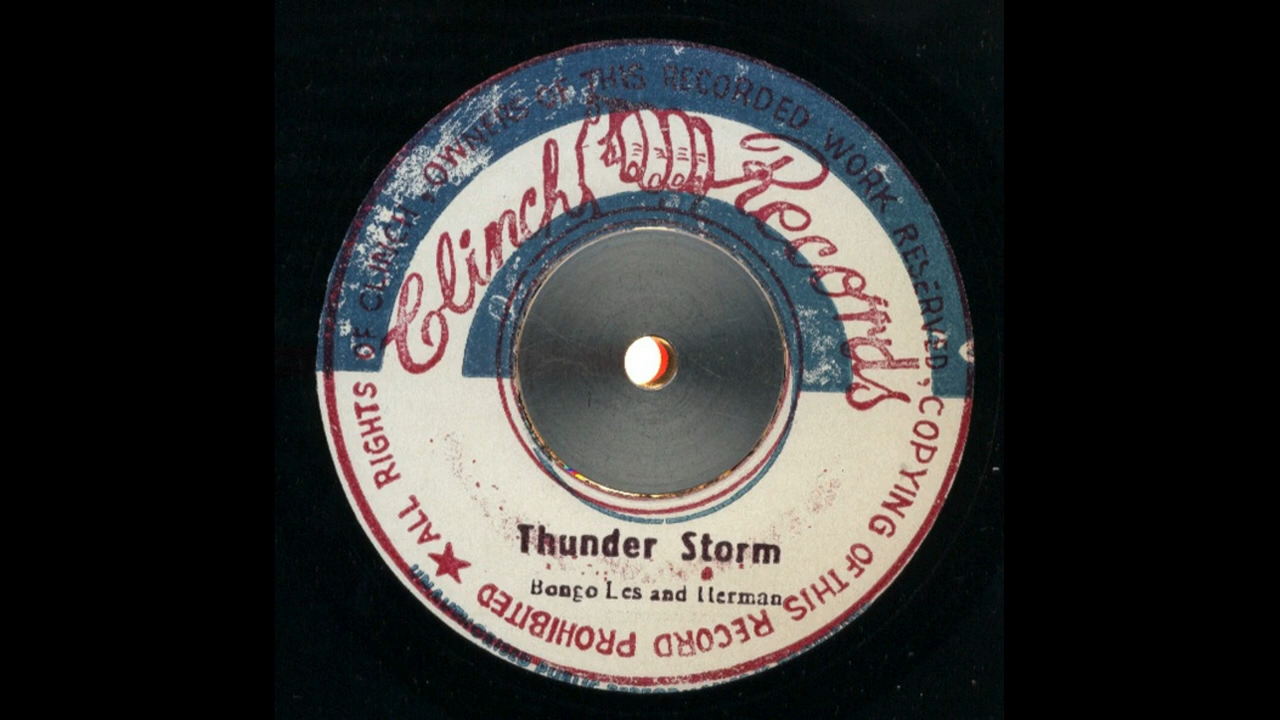 Clinch Records
★ ALL RIGHTS OF CLINCH, OWNERS OF THIS RECORDED WORK RESERVED, COPYING OF THIS RECORD PROHIBITED
Thunder Storm
Bongo Les and Herman